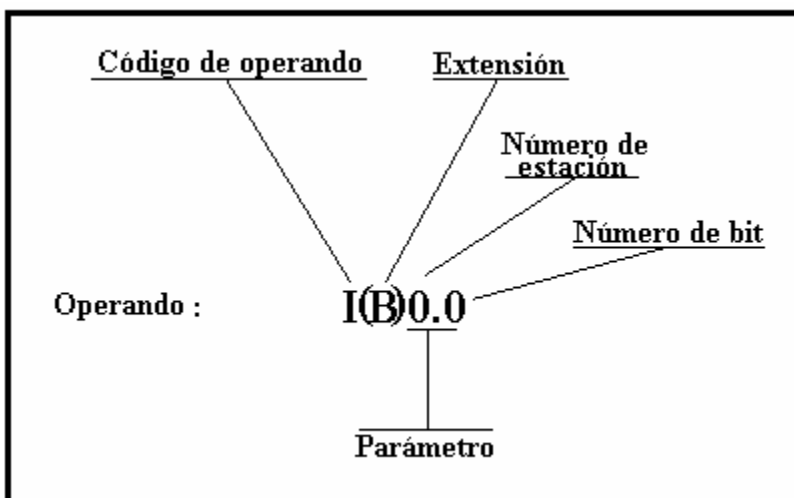 Código de operando
Extensión
Número de
estación
Número de bit
Operando : I(B)0.0
Parámetro